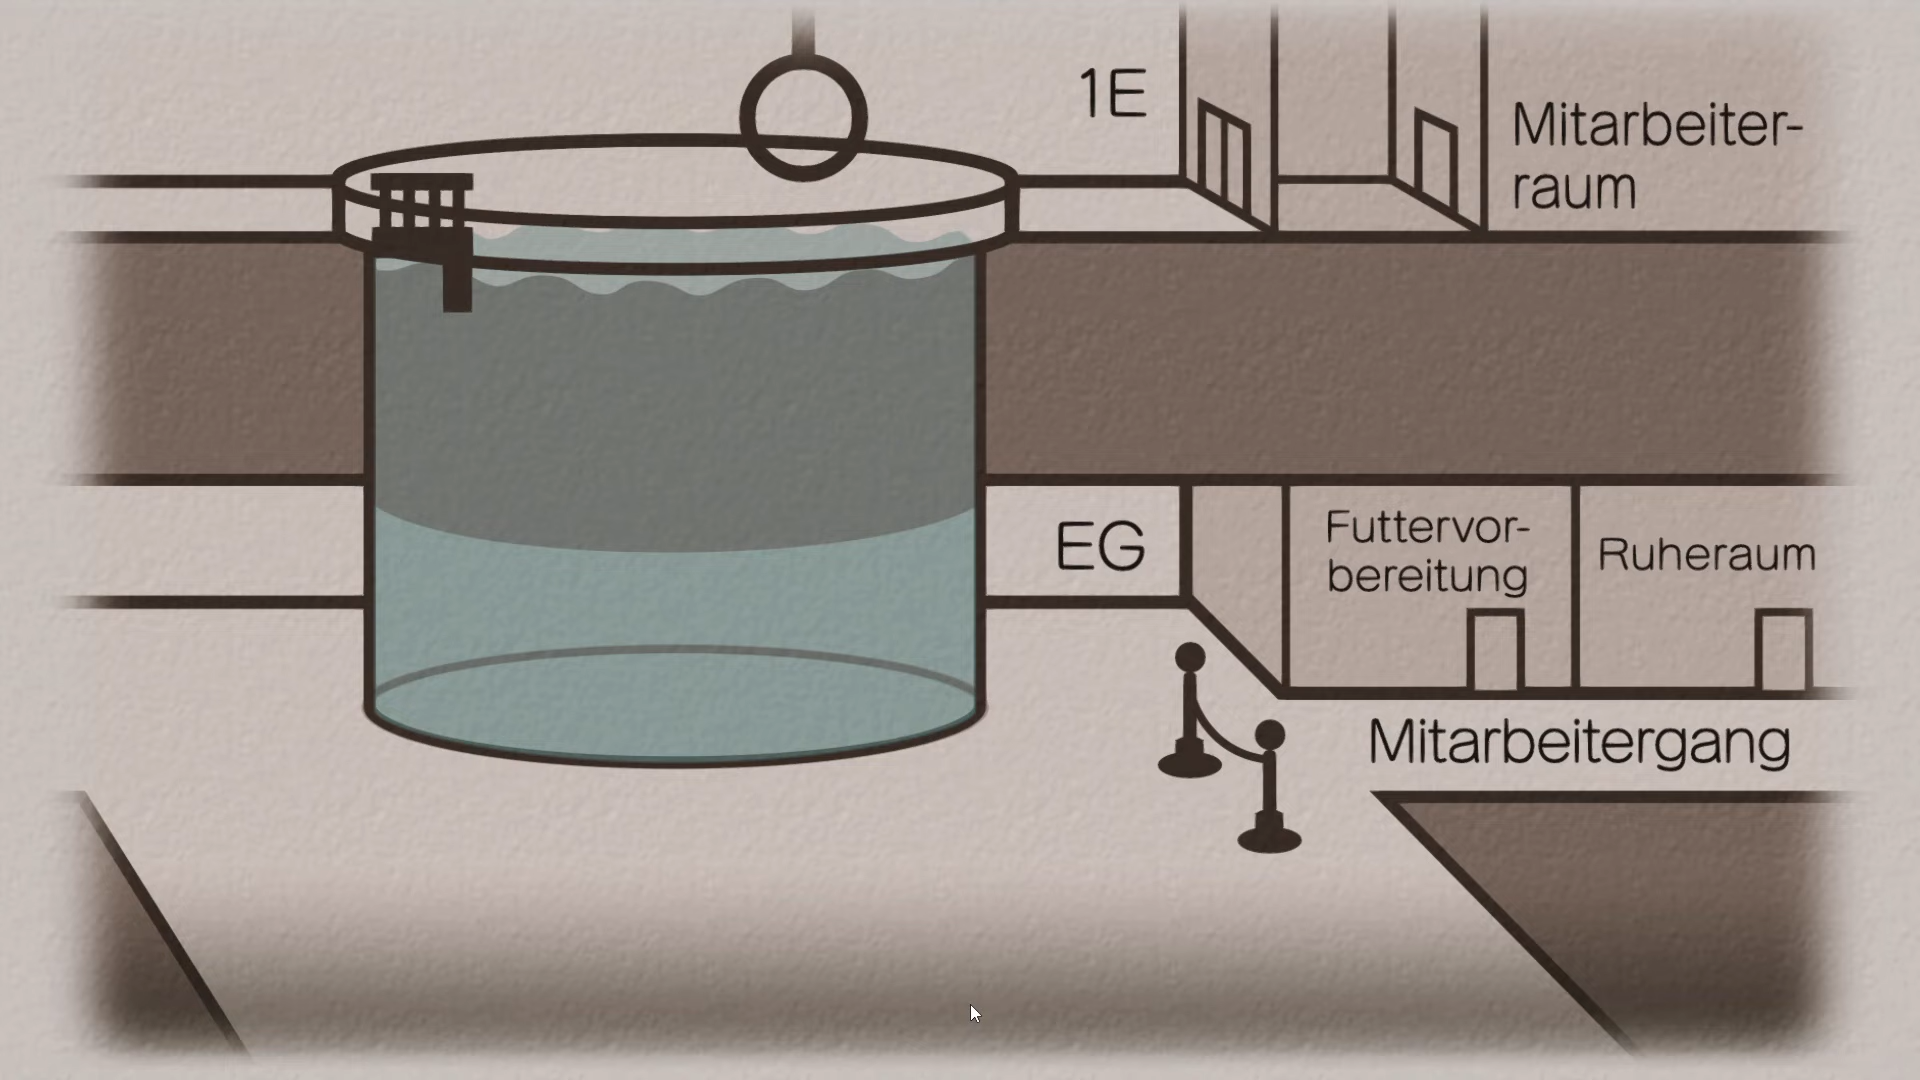 1E
Mitarbeiter-
raum
EG
Futtervor-
bereitung
Ruheraum
Mitarbeitergang